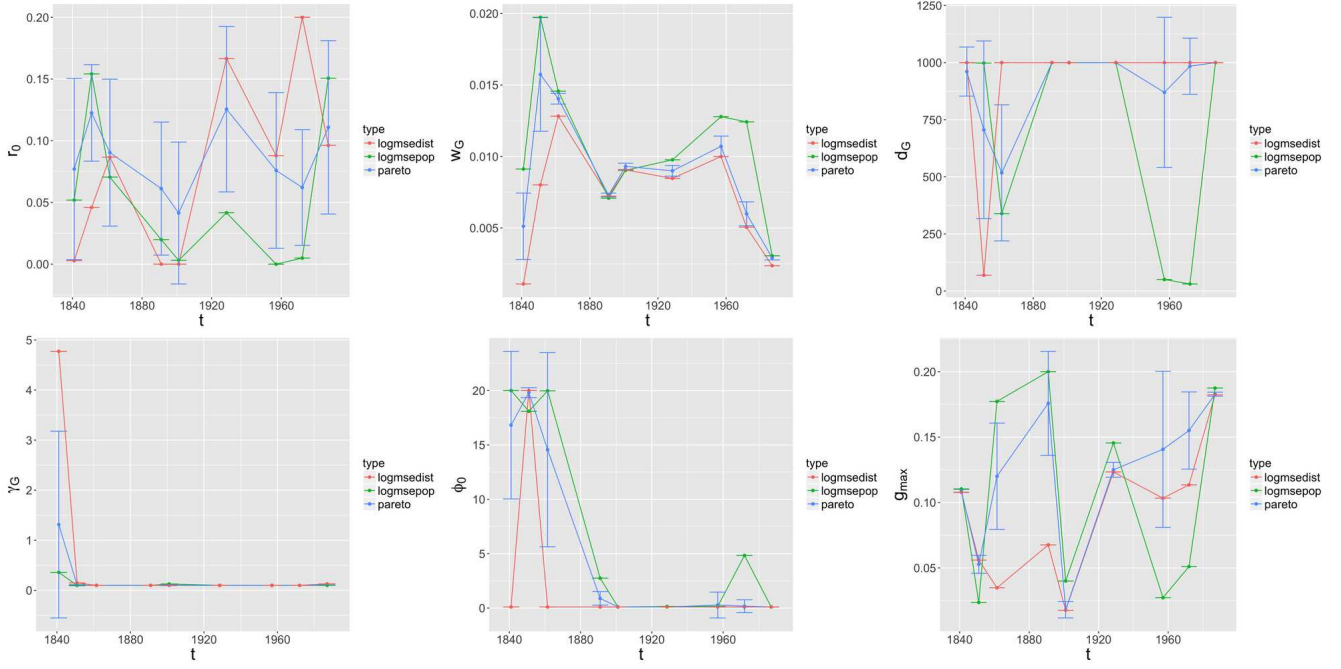 r0
0.20
0.15
0.10
0.05
0.00
1840 1880 1920 1960
t
type
logmsedist
logmsepop
pareto
wG
0.020
0.015
0.010
0.005
1840 1880 1920 1960
t
type
logmsedist
logmsepop
pareto
dG
1250
1000
750
500
250
0
1840 1880 1920 1960
t
type
logmsedist
logmsepop
pareto
γG
5
4
3
2
1
0
1840 1880 1920 1960
t
type
logmsedist
logmsepop
pareto
ϕ0
20
15
10
5
0
1840 1880 1920 1960
t
type
logmsedist
logmsepop
pareto
gmax
0.20
0.15
0.10
0.05
1840 1880 1920 1960
t
type
logmsedist
logmsepop
pareto